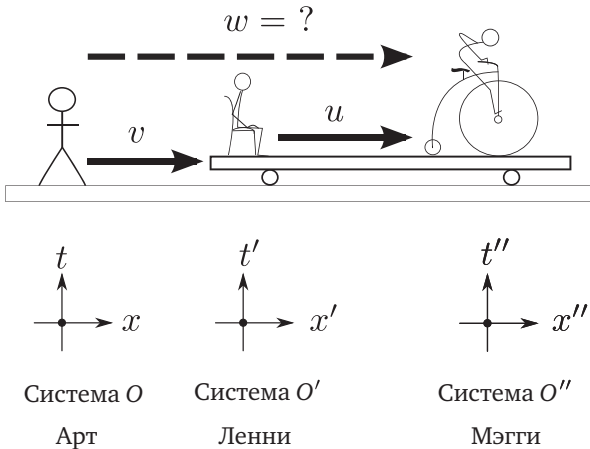 w = ?
v
u
t
x
t′
x′
t″
x″
Система O
Система O′
Система O″
Арт
Ленни
Мэгги